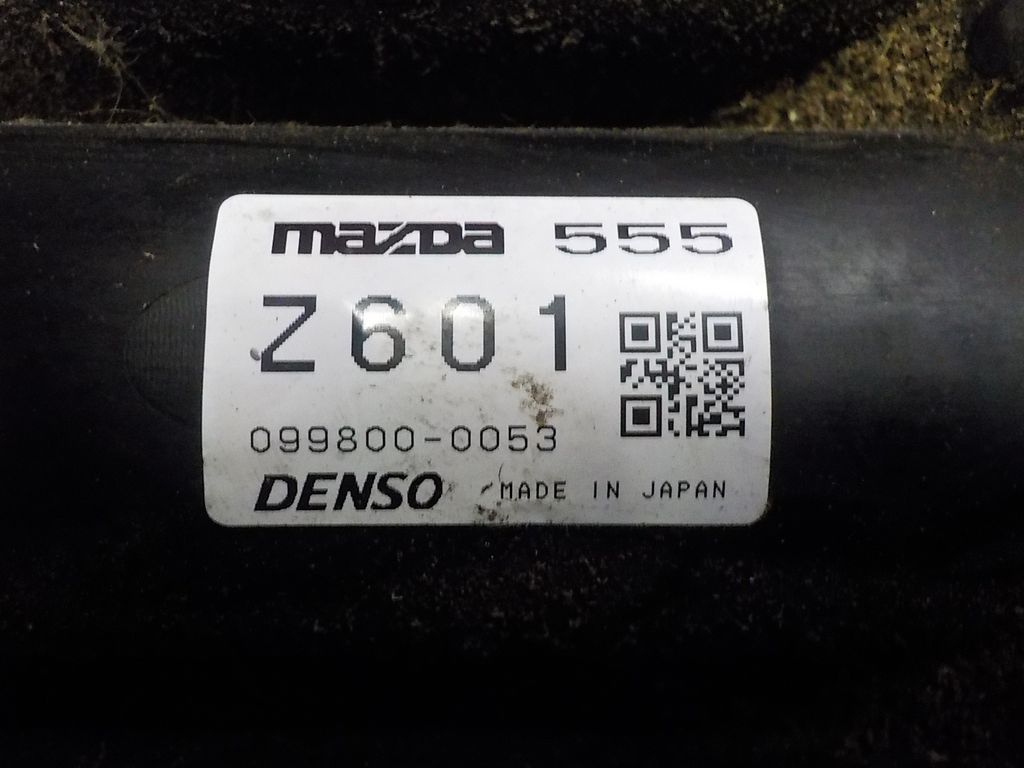 mazda 555
Z601
099800-0053
DENSO MADE IN JAPAN